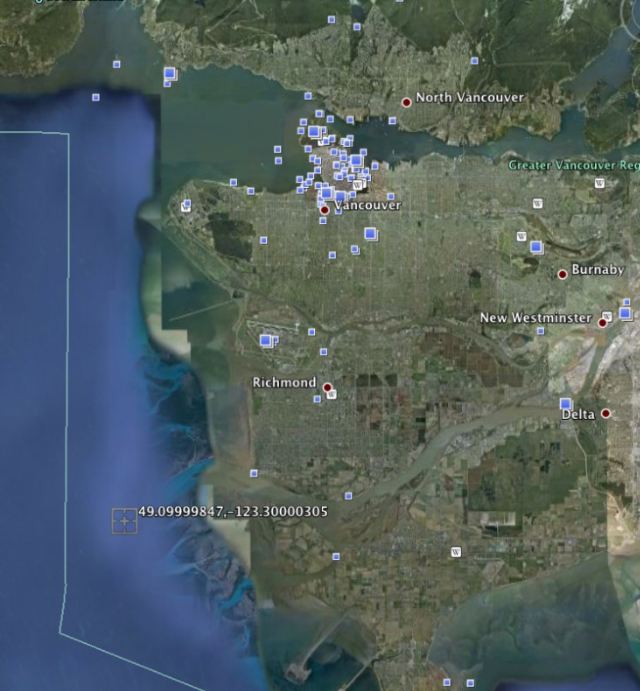 North Vancouver
Greater Vancouver Reg
Vancouver
Burnaby
New Westminster
Richmond
Delta
49.09999847,-123.30000305